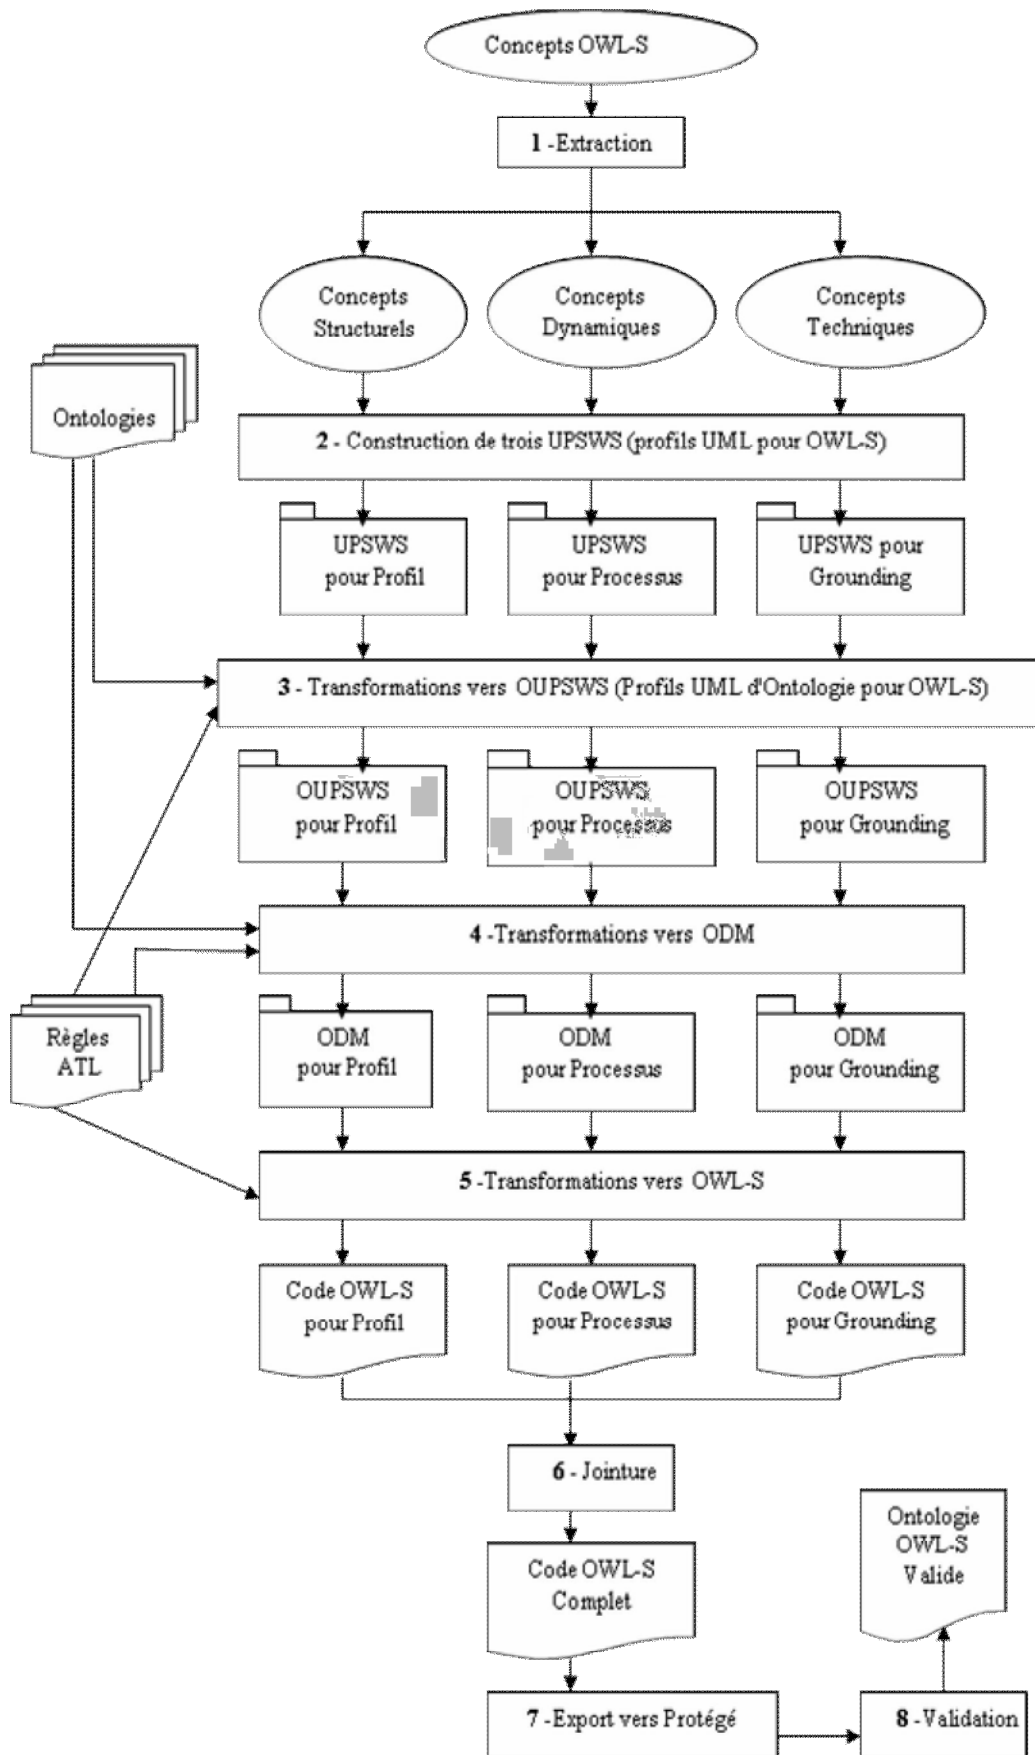 Concepts OWL-S
1 -Extraction
Concepts
Structurels
Concepts
Dynamiques
Concepts
Techniques
Ontologies
2 - Construction de trois UPSWS (profils UML pour OWL-S)
UPSWS
pour Profil
UPSWS
pour Processus
UPSWS pour
Grounding
3 - Transformations vers OUPSWS (Profils UML d'Ontologie pour OWL-S)
OUPSWS
pour Profil
OUPSWS
pour Processus
OUPSWS
pour Grounding
4 -Transformations vers ODM
Règles
ATL
ODM
pour Profil
ODM
pour Processus
ODM
pour Grounding
5 -Transformations vers OWL-S
Code OWL-S
pour Profil
Code OWL-S
pour Processus
Code OWL-S
pour Grounding
6 - Jointure
Code OWL-S
Complet
Ontologie
OWL-S
Valide
7 -Export vers Protégé
8 -Validation